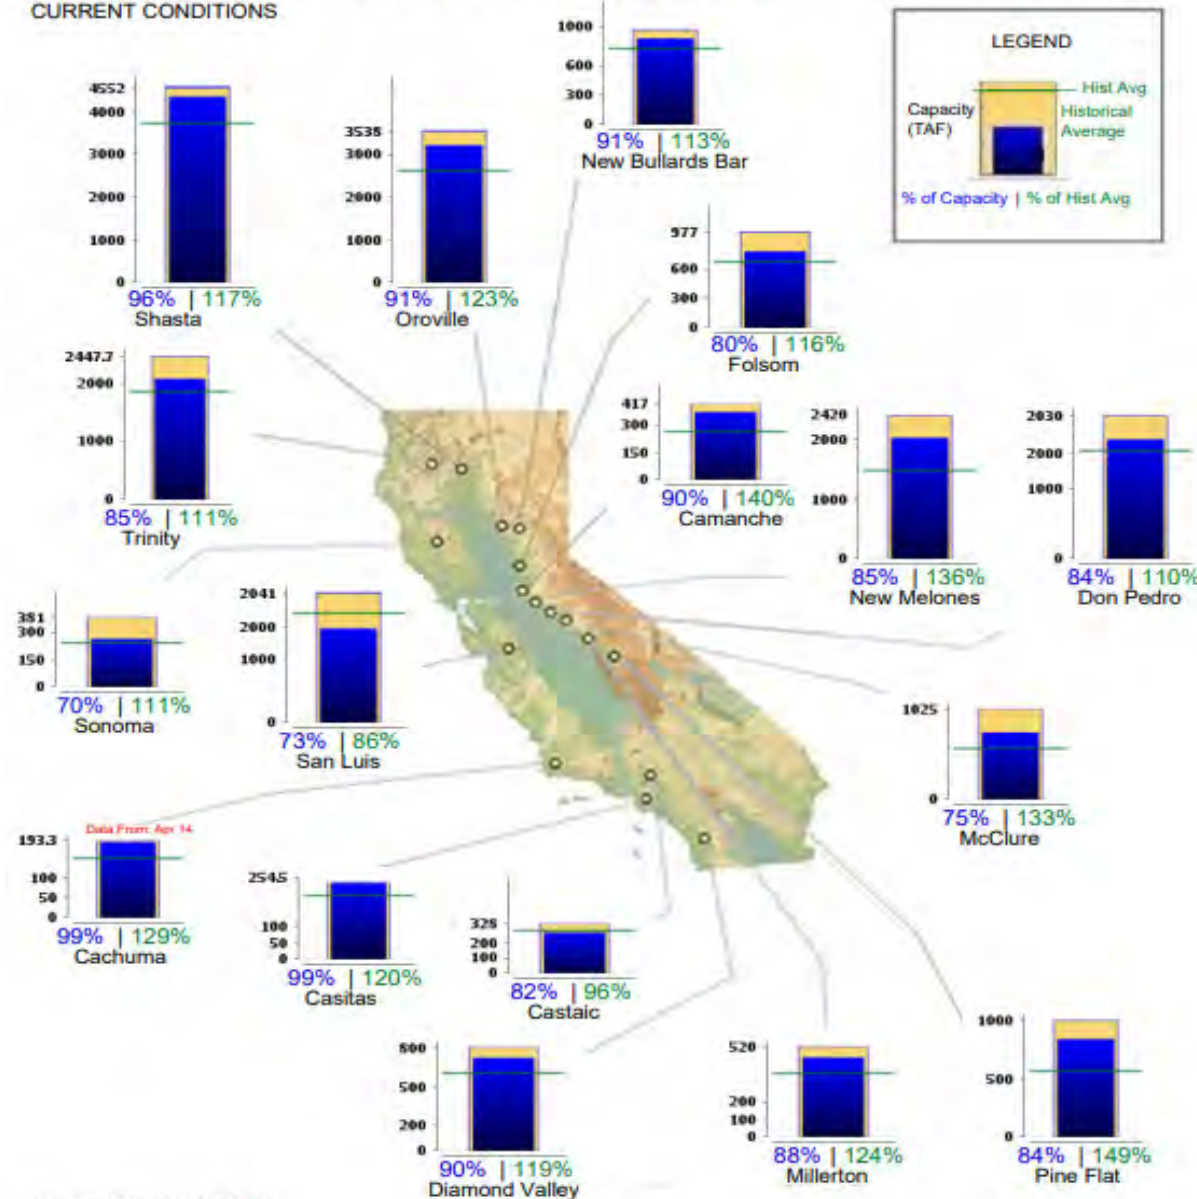 CURRENT CONDITIONS
LEGEND
Hist Avg
Capacity
(TAF)
Historical
Average
% of Capacity | % of Hist Avg
1000
600
300
0
91% | 113%
New Bullards Bar
4552
4000
3000
2000
1000
0
96% | 117%
Shasta
3538
3000
2000
1000
0
91% | 123%
Oroville
977
600
300
0
80% | 116%
Folsom
2447.7
2000
1000
0
85% | 111%
Trinity
417
300
150
0
90% | 140%
Camanche
2420
2000
1000
0
85% | 136%
New Melones
2030
2000
1000
0
84% | 110%
Don Pedro
381
300
150
0
70% | 111%
Sonoma
2041
2000
1000
0
73% | 86%
San Luis
1025
0
75% | 133%
McClure
Data From: Apr 14
193.3
100
50
0
99% | 129%
Cachuma
254.5
100
50
0
99% | 120%
Casitas
328
200
100
0
82% | 96%
Castaic
800
500
200
0
90% | 119%
Diamond Valley
520
200
100
0
88% | 124%
Millerton
1000
500
0
84% | 149%
Pine Flat